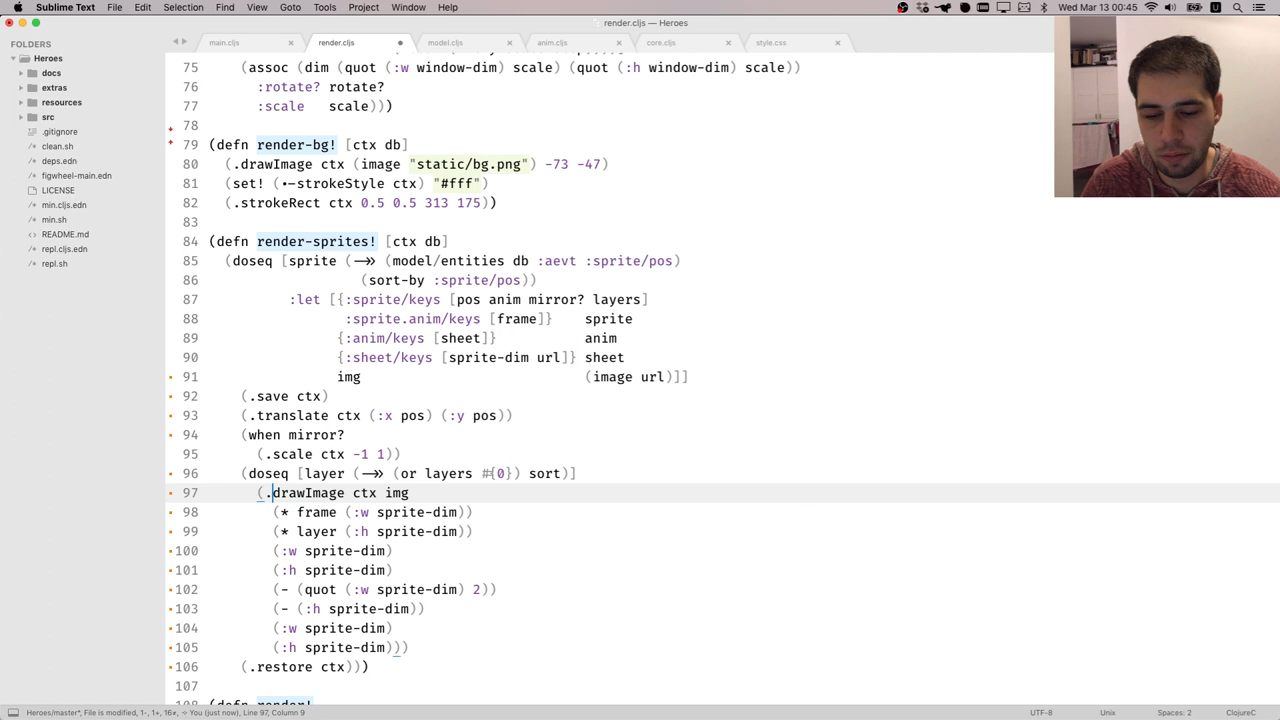 Sublime Text File Edit Selection Find View Goto Tools Project Window Help
Wed Mar 13 00:45
render.cljs — Heroes
FOLDERS
Heroes
docs
extras
resources
src
.gitignore
clean.sh
deps.edn
figwheel-main.edn
LICENSE
min.cljs.edn
min.sh
README.md
repl.cljs.edn
repl.sh
main.cljs
render.cljs
model.cljs
anim.cljs
core.cljs
style.css
75 (assoc (dim (quot (:w window-dim) scale) (quot (:h window-dim) scale))
76 :rotate? rotate?
77 :scale scale)))
78
79 (defn render-bg! [ctx db]
80 (.drawImage ctx (image "static/bg.png") -73 -47)
81 (set! (.-strokeStyle ctx) "#fff")
82 (.strokeRect ctx 0.5 0.5 313 175))
83
84 (defn render-sprites! [ctx db]
85 (doseq [sprite (->> (model/entities db :aevt :sprite/pos)
86 (sort-by :sprite/pos))
87 :let [{:sprite/keys [pos anim mirror? layers]
88 :sprite.anim/keys [frame]} sprite
89 {:anim/keys [sheet]} anim
90 {:sheet/keys [sprite-dim url]} sheet
91 img (image url)]]
92 (.save ctx)
93 (.translate ctx (:x pos) (:y pos))
94 (when mirror?
95 (.scale ctx -1 1))
96 (doseq [layer (->> (or layers #{0}) sort)]
97 (.drawImage ctx img
98 (* frame (:w sprite-dim))
99 (* layer (:h sprite-dim))
100 (:w sprite-dim)
101 (:h sprite-dim)
102 (- (quot (:w sprite-dim) 2))
103 (- (:h sprite-dim))
104 (:w sprite-dim)
105 (:h sprite-dim)))
106 (.restore ctx)))
107
Heroes/master*, File is modified, 1-, 1+, 16≠, ÷ You (just now), Line 97, Column 9
UTF-8
Unix
Spaces: 2
ClojureC